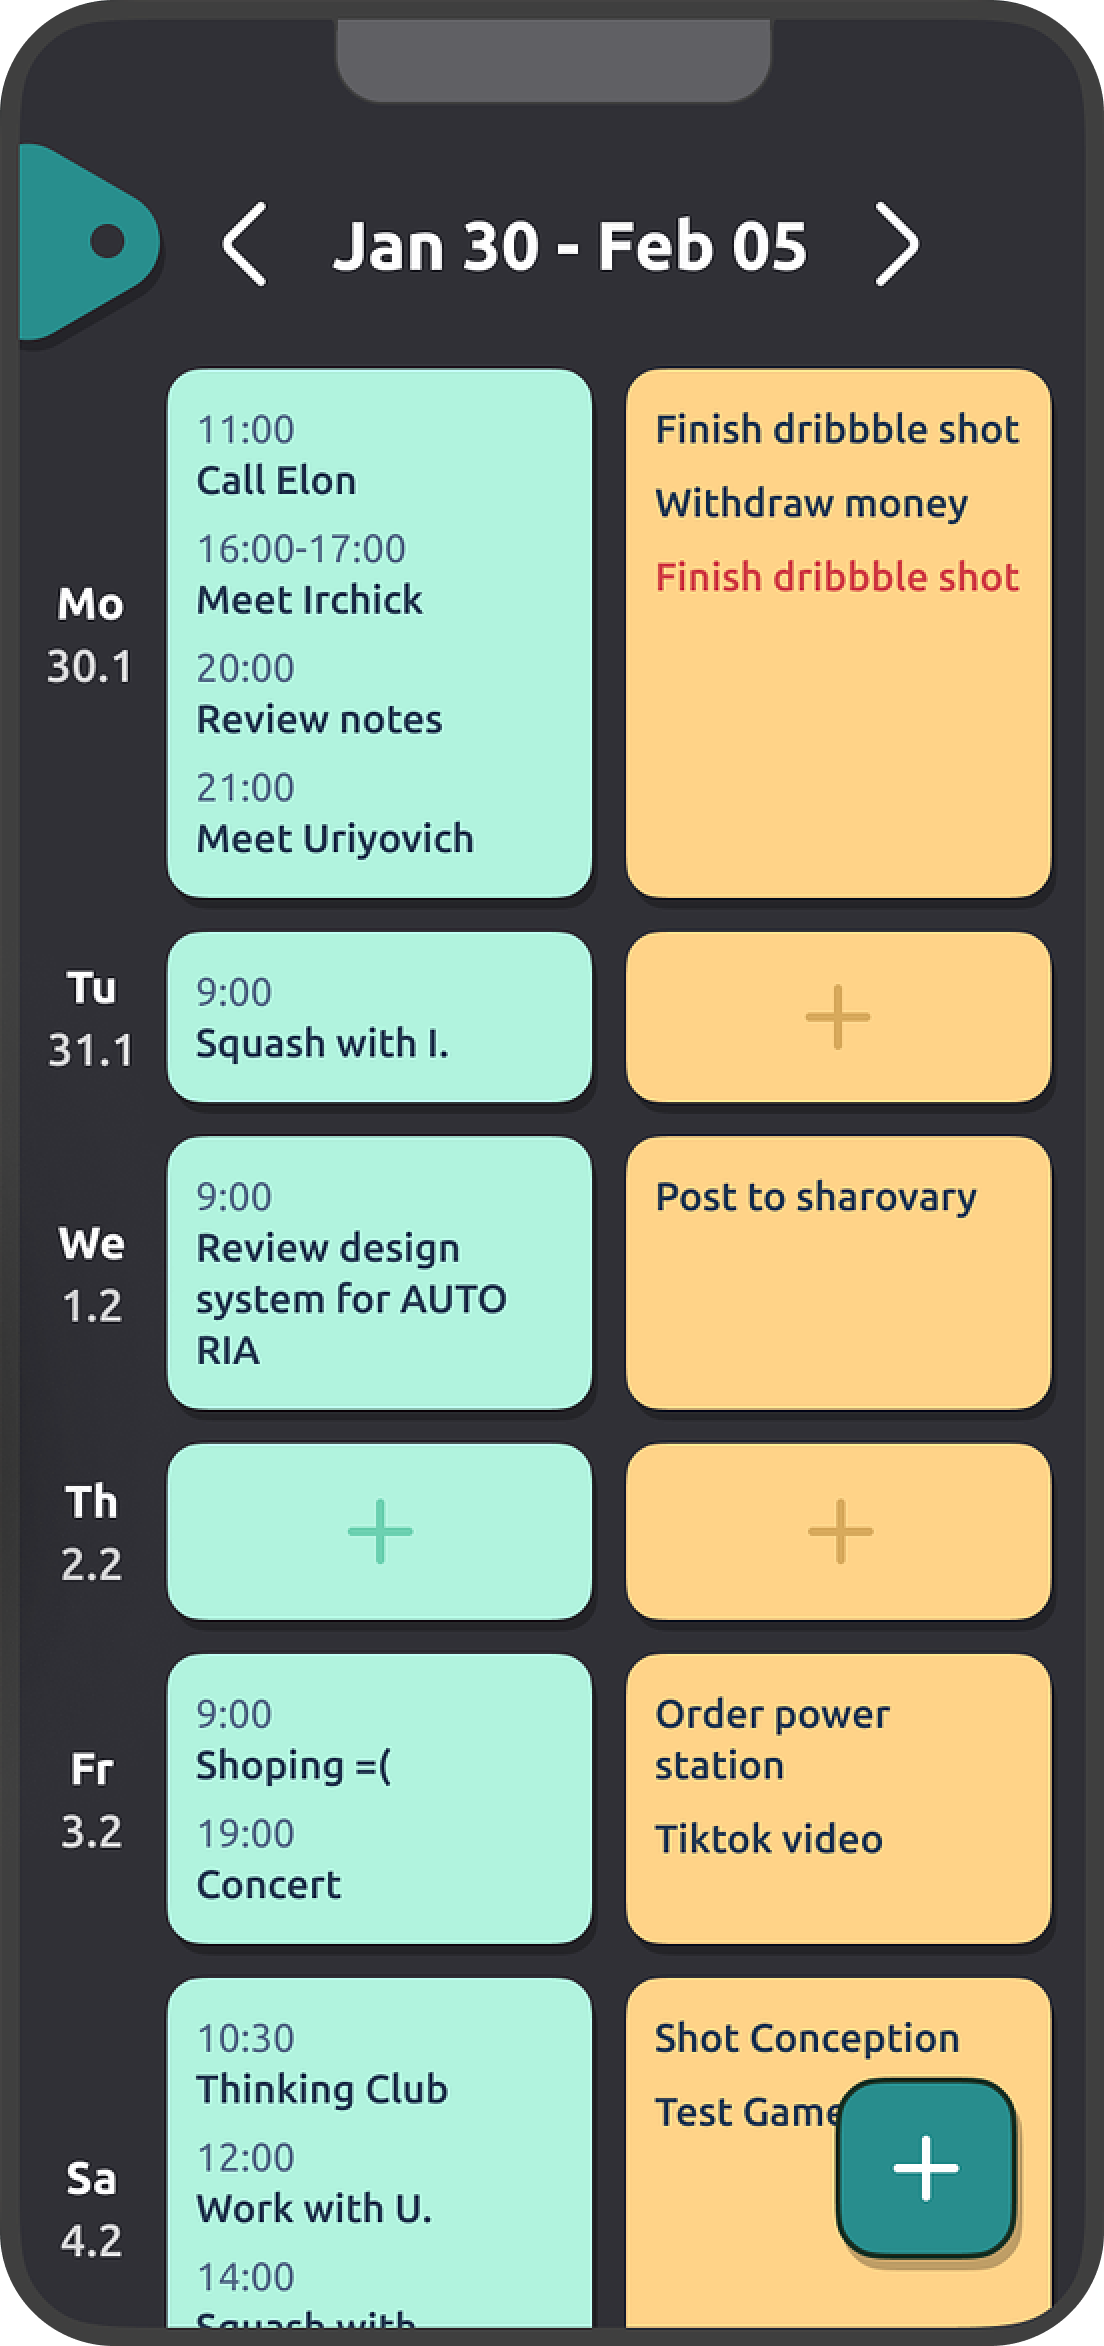 Jan 30 - Feb 05
Mo
30.1
11:00
Call Elon
16:00-17:00
Meet Irchick
20:00
Review notes
21:00
Meet Uriyovich
Finish dribbble shot
Withdraw money
Finish dribbble shot
Tu
31.1
9:00
Squash with I.
We
1.2
9:00
Review design
system for AUTO
RIA
Post to sharovary
Th
2.2
Fr
3.2
9:00
Shoping =(
19:00
Concert
Order power
station
Tiktok video
Sa
4.2
10:30
Thinking Club
12:00
Work with U.
14:00
Squash with
Shot Conception
Test Game